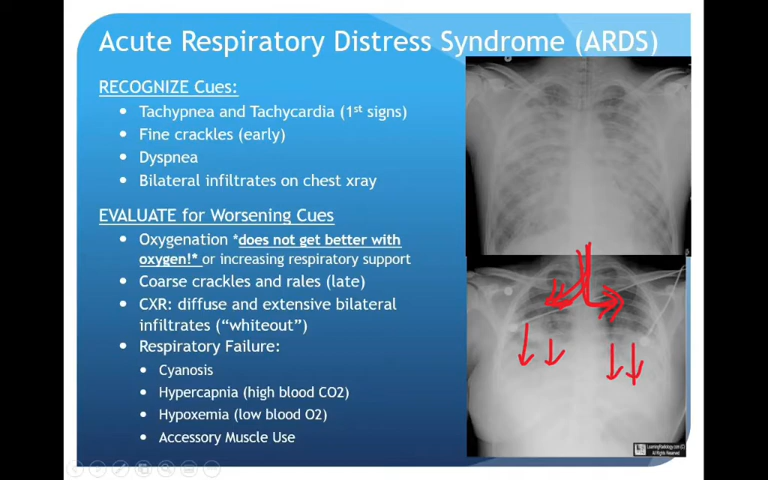 Acute Respiratory Distress Syndrome (ARDS)
RECOGNIZE Cues:
• Tachypnea and Tachycardia (1st signs)
• Fine crackles (early)
• Dyspnea
• Bilateral infiltrates on chest xray
EVALUATE for Worsening Cues
• Oxygenation *does not get better with
oxygen!* or increasing respiratory support
• Coarse crackles and rales (late)
• CXR: diffuse and extensive bilateral
infiltrates (“whiteout”)
• Respiratory Failure:
• Cyanosis
• Hypercapnia (high blood CO2)
• Hypoxemia (low blood O2)
• Accessory Muscle Use
LearningRadiology.com